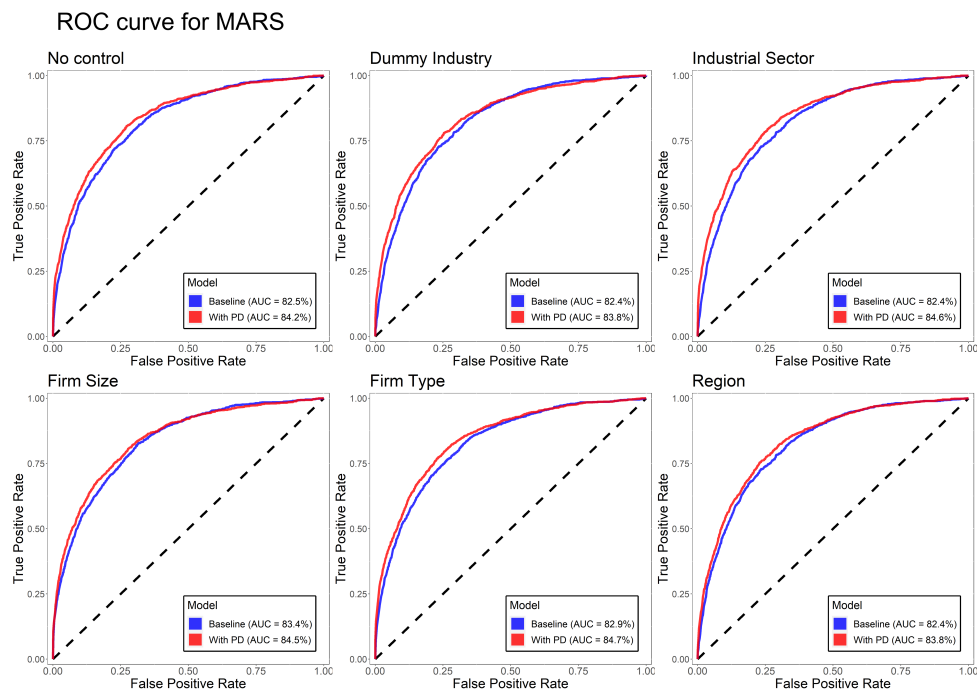 ROC curve for MARS
No control
1.00
0.75
0.50
0.25
0.00
True Positive Rate
Model
Baseline (AUC = 82.5%)
With PD (AUC = 84.2%)
0.00 0.25 0.50 0.75 1.00
False Positive Rate
Dummy Industry
1.00
0.75
0.50
0.25
0.00
True Positive Rate
Model
Baseline (AUC = 82.4%)
With PD (AUC = 83.8%)
0.00 0.25 0.50 0.75 1.00
False Positive Rate
Industrial Sector
1.00
0.75
0.50
0.25
0.00
True Positive Rate
Model
Baseline (AUC = 82.4%)
With PD (AUC = 84.6%)
0.00 0.25 0.50 0.75 1.00
False Positive Rate
Firm Size
1.00
0.75
0.50
0.25
0.00
True Positive Rate
Model
Baseline (AUC = 83.4%)
With PD (AUC = 84.5%)
0.00 0.25 0.50 0.75 1.00
False Positive Rate
Firm Type
1.00
0.75
0.50
0.25
0.00
True Positive Rate
Model
Baseline (AUC = 82.9%)
With PD (AUC = 84.7%)
0.00 0.25 0.50 0.75 1.00
False Positive Rate
Region
1.00
0.75
0.50
0.25
0.00
True Positive Rate
Model
Baseline (AUC = 82.4%)
With PD (AUC = 83.8%)
0.00 0.25 0.50 0.75 1.00
False Positive Rate